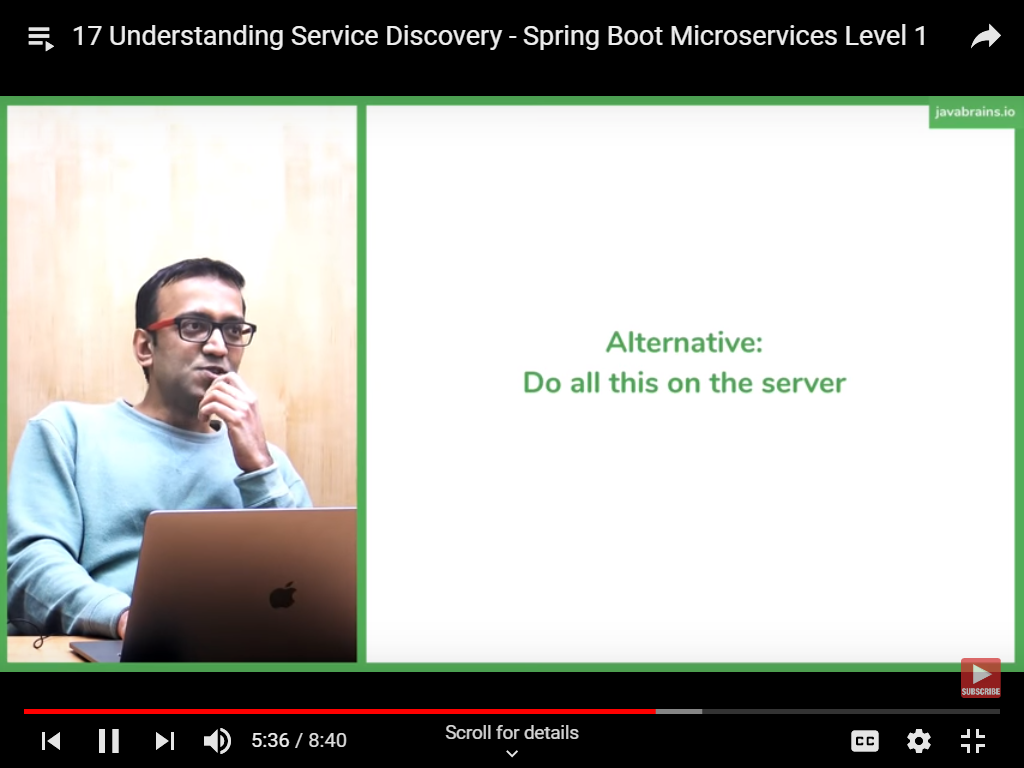 17 Understanding Service Discovery - Spring Boot Microservices Level 1
javabrains.io
Alternative:
Do all this on the server
SUBSCRIBE
5:36 / 8:40
Scroll for details
CC